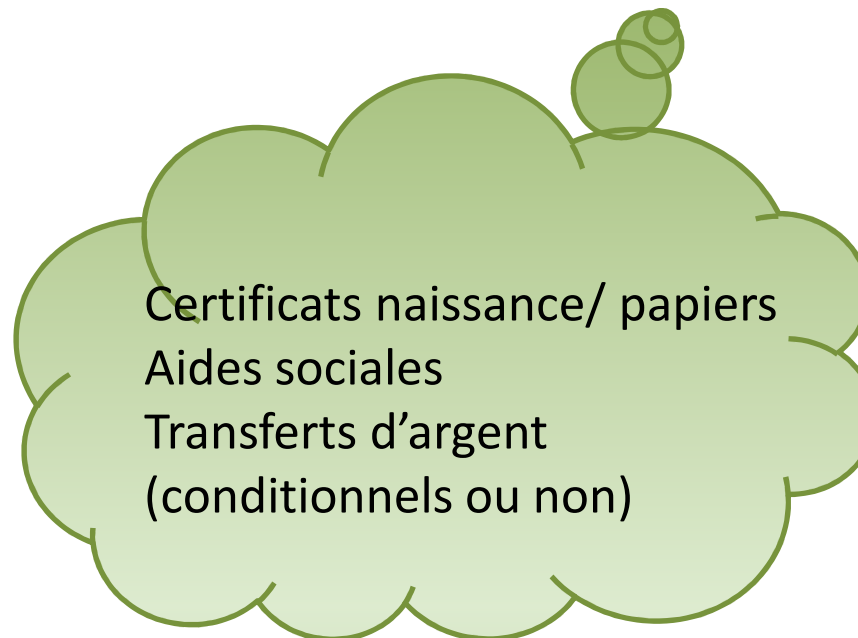 Certificats naissance/ papiers
Aides sociales
Transferts d’argent
(conditionnels ou non)